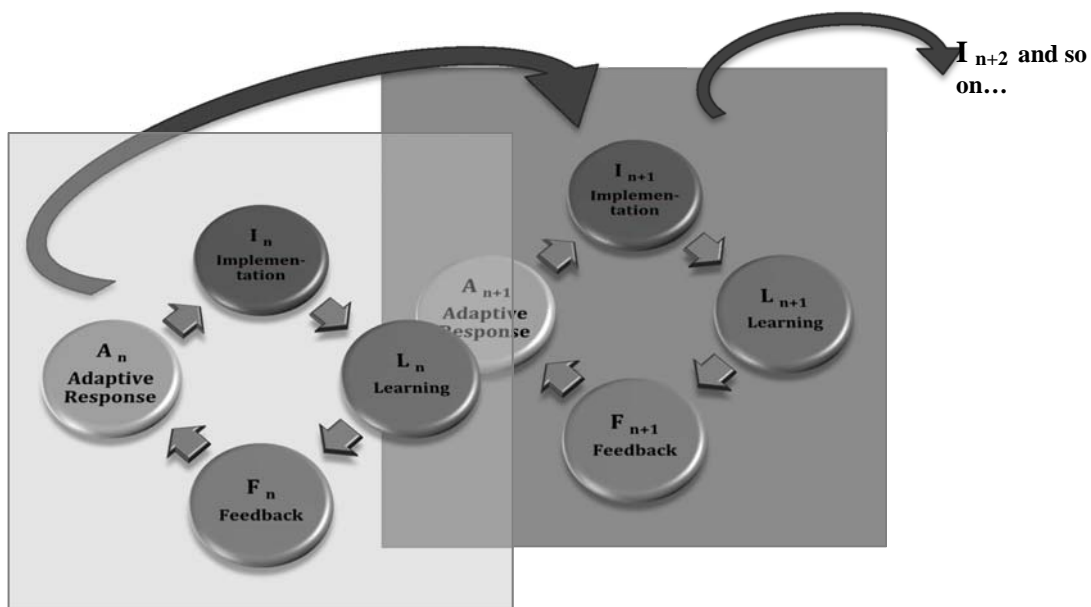 I n+2 and so
on…
I n
Implemen-
tation
L n
Learning
F n
Feedback
A n
Adaptive
Response
I n+1
Implemen-
tation
L n+1
Learning
F n+1
Feedback
A n+1
Adaptive
Response